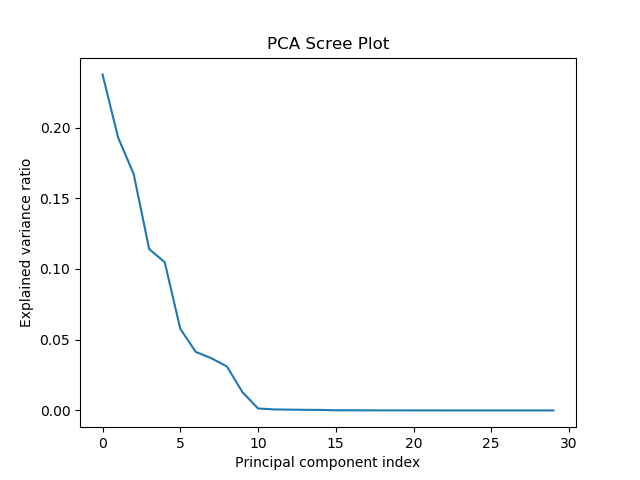 PCA Scree Plot
Explained variance ratio
0.20
0.15
0.10
0.05
0.00
0 5 10 15 20 25 30
Principal component index